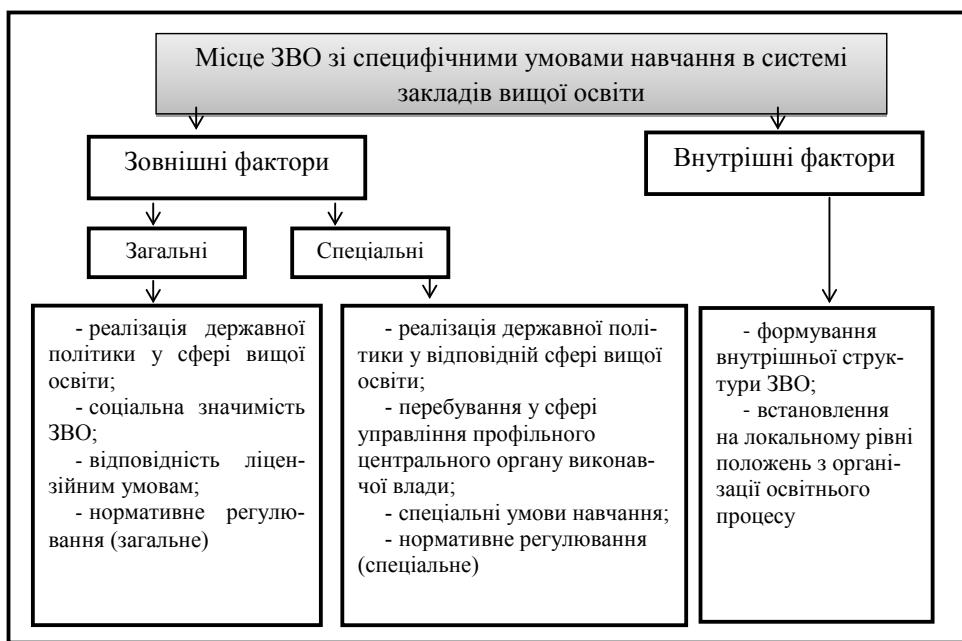 Місце ЗВО зі специфічними умовами навчання в системі
закладів вищої освіти
Зовнішні фактори
Внутрішні фактори
Загальні
Спеціальні
- реалізація державної
політики у сфері вищої
освіти;
- соціальна значимість
ЗВО;
- відповідність ліцен-
зійним умовам;
- нормативне регулю-
вання (загальне)
- реалізація державної полі-
тики у відповідній сфері вищої
освіти;
- перебування у сфері
управління профільного
центрального органу виконав-
чої влади;
- спеціальні умови навчання;
- нормативне регулювання
(спеціальне)
- формування
внутрішньої струк-
тури ЗВО;
- встановлення
на локальному рівні
положень з органі-
зації освітнього
процесу